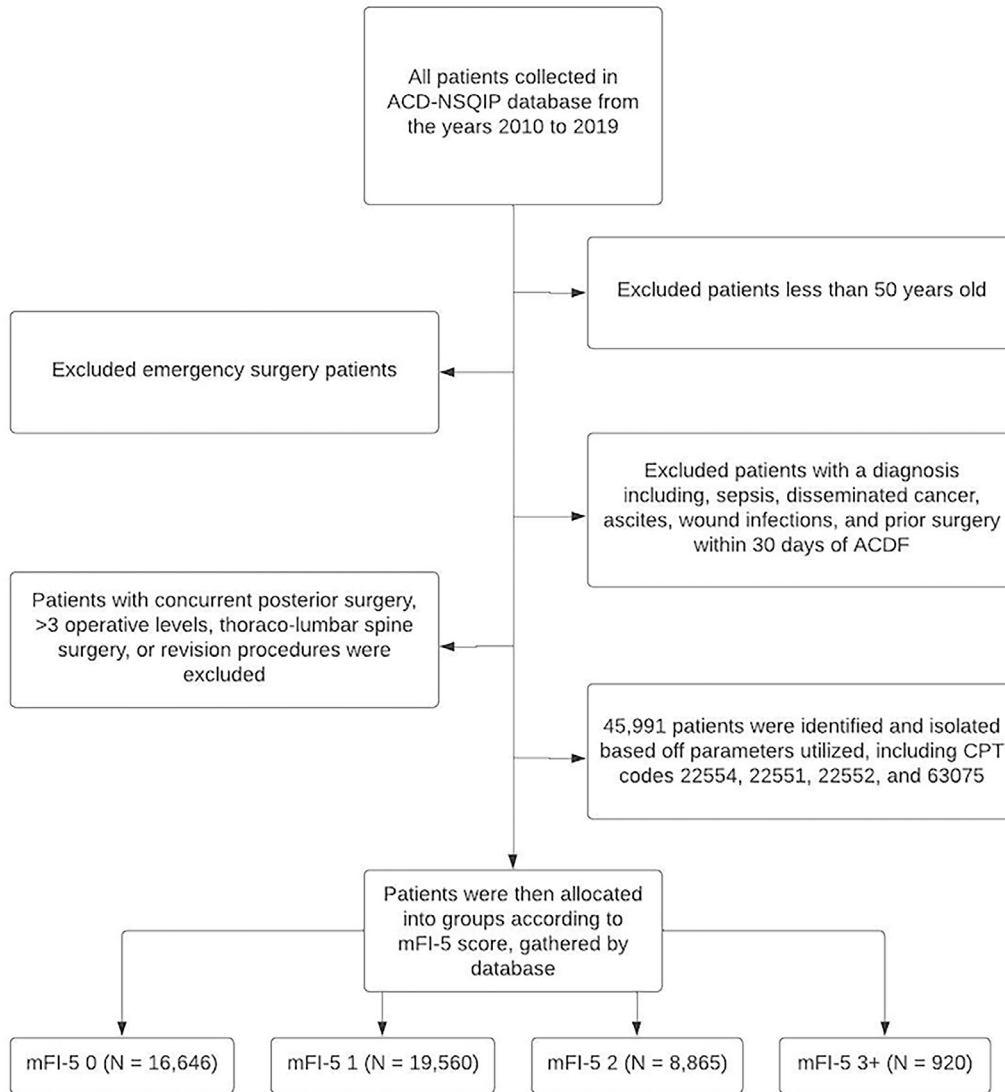 All patients collected in
ACD-NSQIP database from
the years 2010 to 2019
Excluded patients less than 50 years old
Excluded emergency surgery patients
Excluded patients with a diagnosis
including, sepsis, disseminated cancer,
ascites, wound infections, and prior surgery
within 30 days of ACDF
Patients with concurrent posterior surgery,
>3 operative levels, thoraco-lumbar spine
surgery, or revision procedures were
excluded
45,991 patients were identified and isolated
based off parameters utilized, including CPT
codes 22554, 22551, 22552, and 63075
Patients were then allocated
into groups according to
mFI-5 score, gathered by
database
mFI-5 0 (N = 16,646)
mFI-5 1 (N = 19,560)
mFI-5 2 (N = 8,865)
mFI-5 3+ (N = 920)